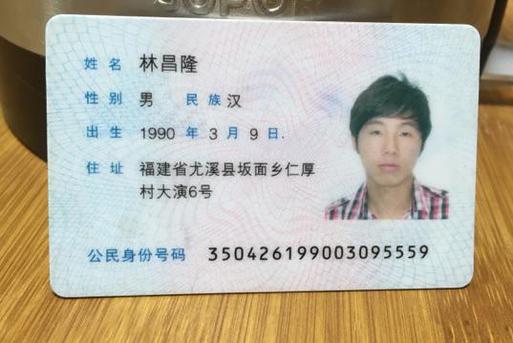 姓名 林昌隆
性别 男 民族 汉
出生 1990 年 3 月 9 日
住址 福建省尤溪县坂面乡仁厚
村大演6号
公民身份号码 350426199003095559